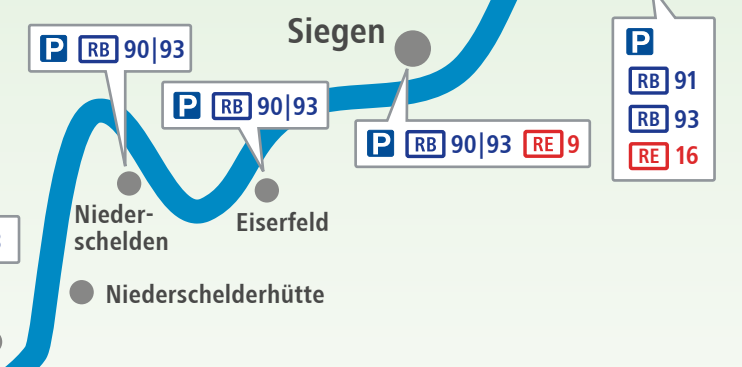 Siegen
P RB 90|93
P RB 90|93
P RB 90|93 RE 9
P
RB 91
RB 93
RE 16
Nieder-
schelden
Eiserfeld
Niederschelderhütte